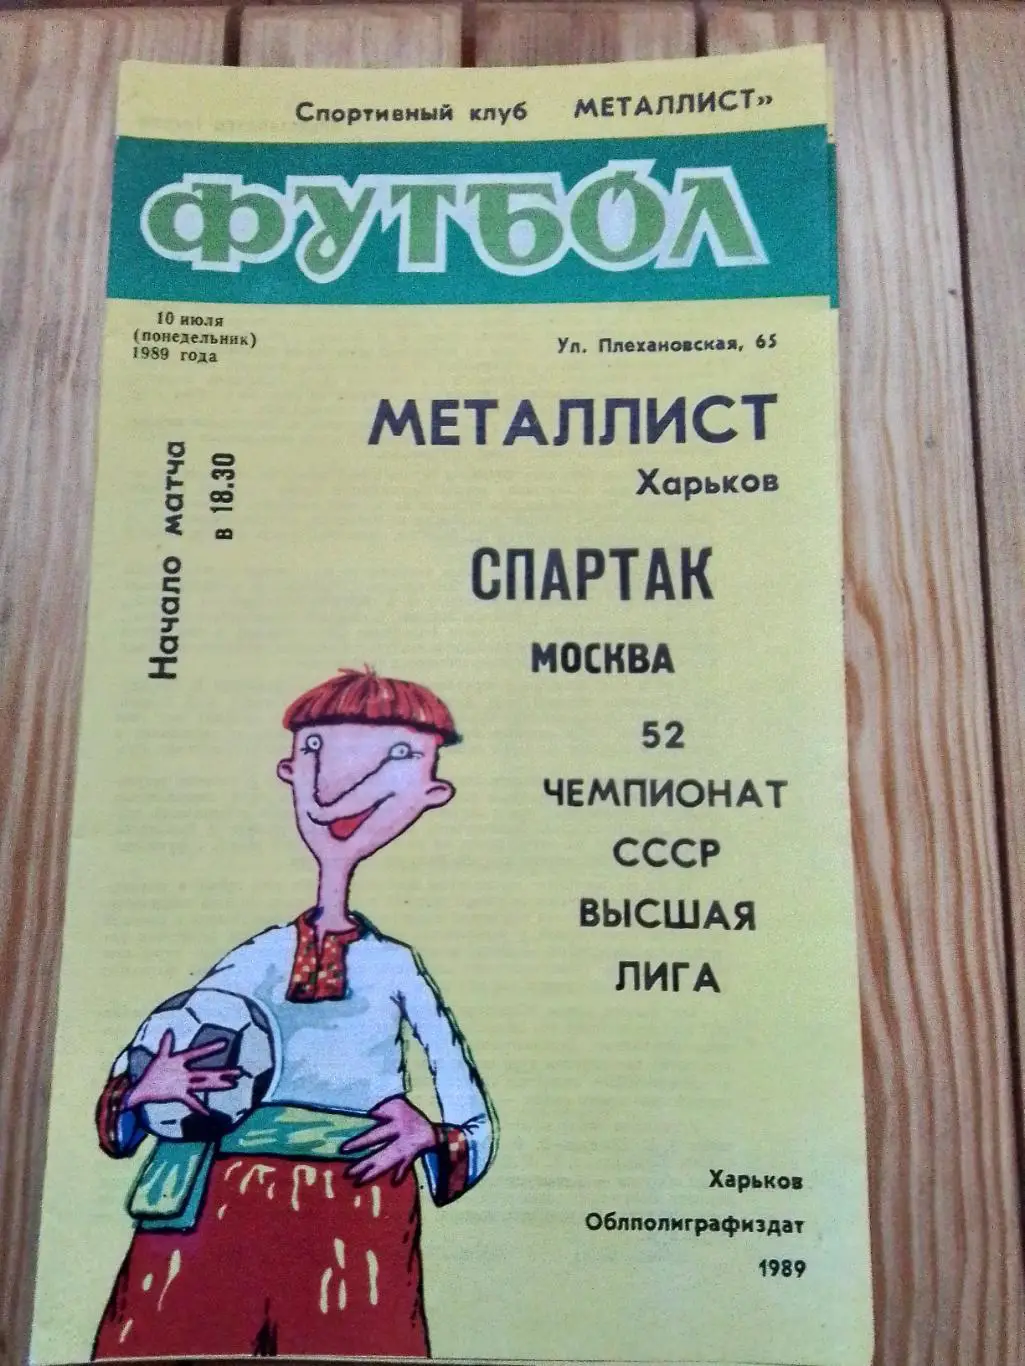 Спортивный клуб МЕТАЛЛИСТ»
ФУТБОЛ
10 июля
(понедельник)
1989 года
Ул. Плехановская, 65
МЕТАЛЛИСТ
Харьков
Начало матча
в 18.30
СПАРТАК
МОСКВА
52
ЧЕМПИОНАТ
СССР
ВЫСШАЯ
ЛИГА
Харьков
Облполиграфиздат
1989